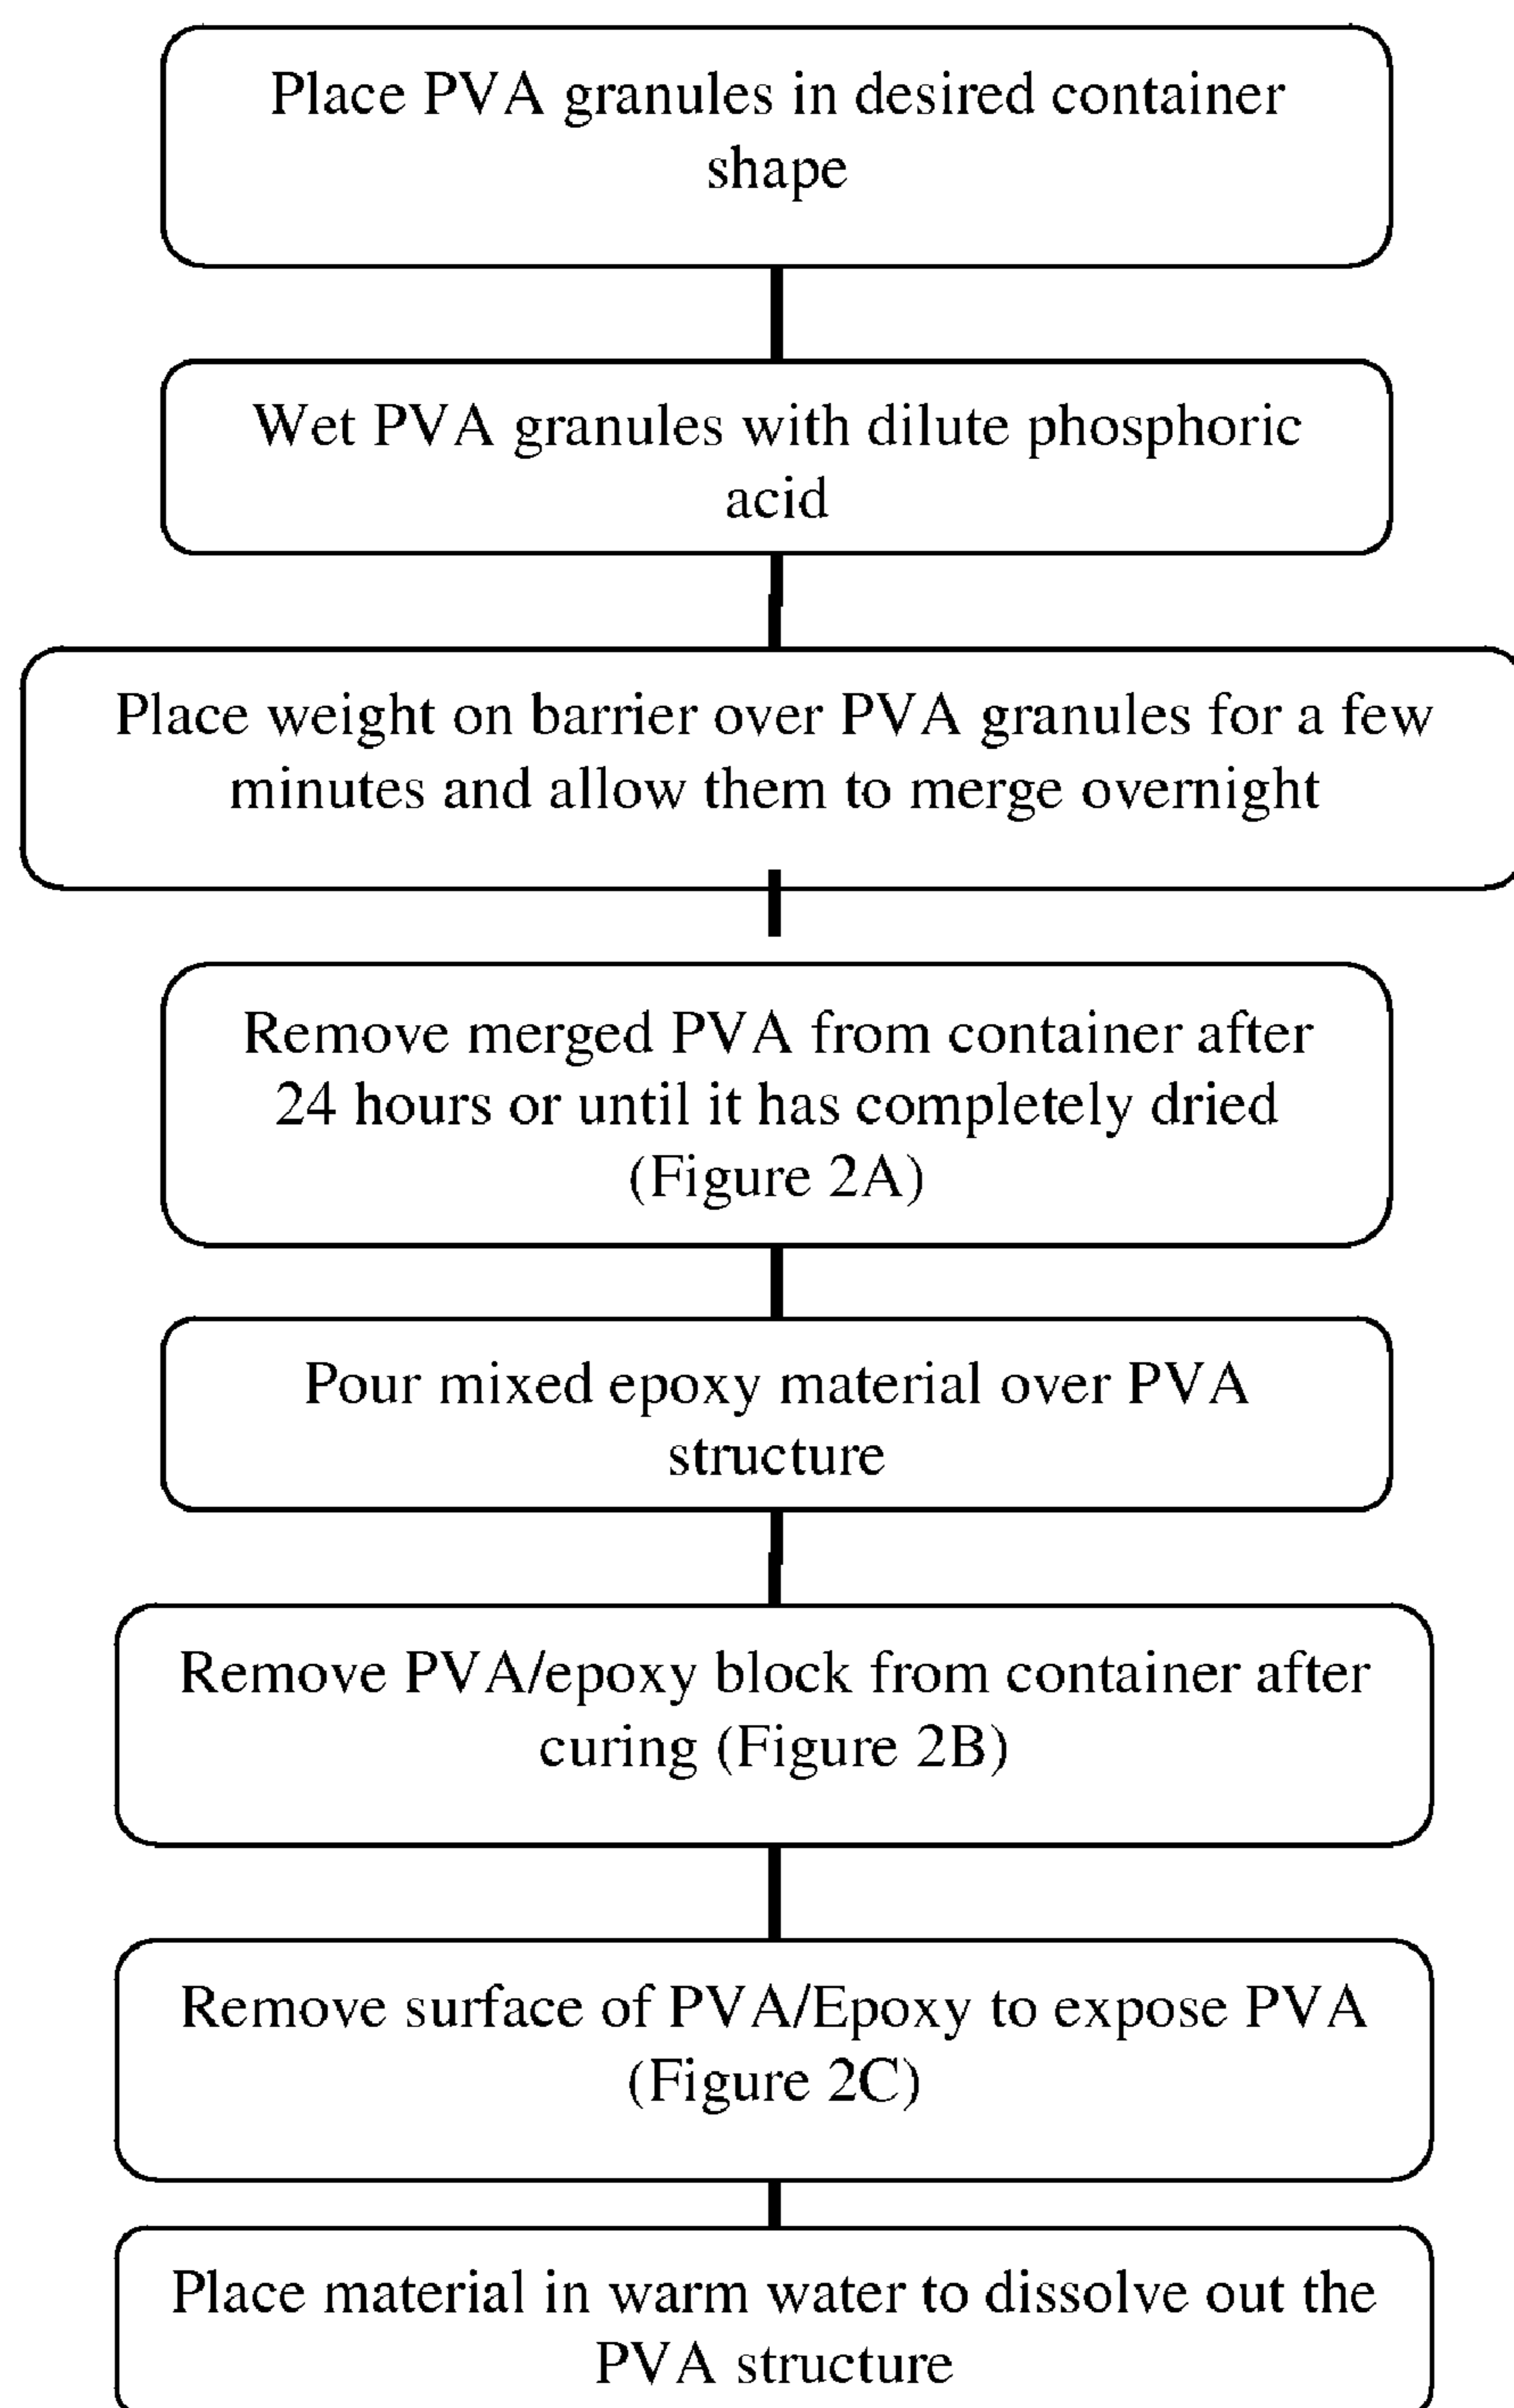 Place PVA granules in desired container
shape
Wet PVA granules with dilute phosphoric
acid
Place weight on barrier over PVA granules for a few
minutes and allow them to merge overnight
Remove merged PVA from container after
24 hours or until it has completely dried
(Figure 2A)
Pour mixed epoxy material over PVA
structure
Remove PVA/epoxy block from container after
curing (Figure 2B)
Remove surface of PVA/Epoxy to expose PVA
(Figure 2C)
Place material in warm water to dissolve out the
PVA structure